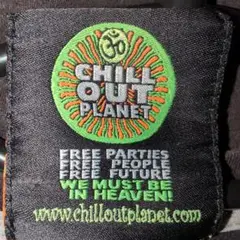 ॐ
CHILL
OUT
PLANET
FREE PARTIES
FREE PEOPLE
FREE FUTURE
WE MUST BE
IN HEAVEN!
www.chilloutplanet.com